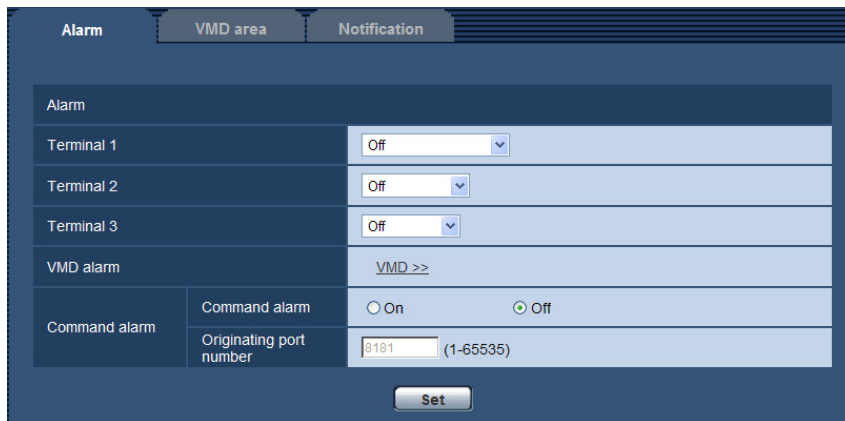 Alarm VMD area Notification
Alarm
Terminal 1 Off
Terminal 2 Off
Terminal 3 Off
VMD alarm VMD >>
Command alarm Command alarm On Off
Originating port number 8181 (1-65535)
Set